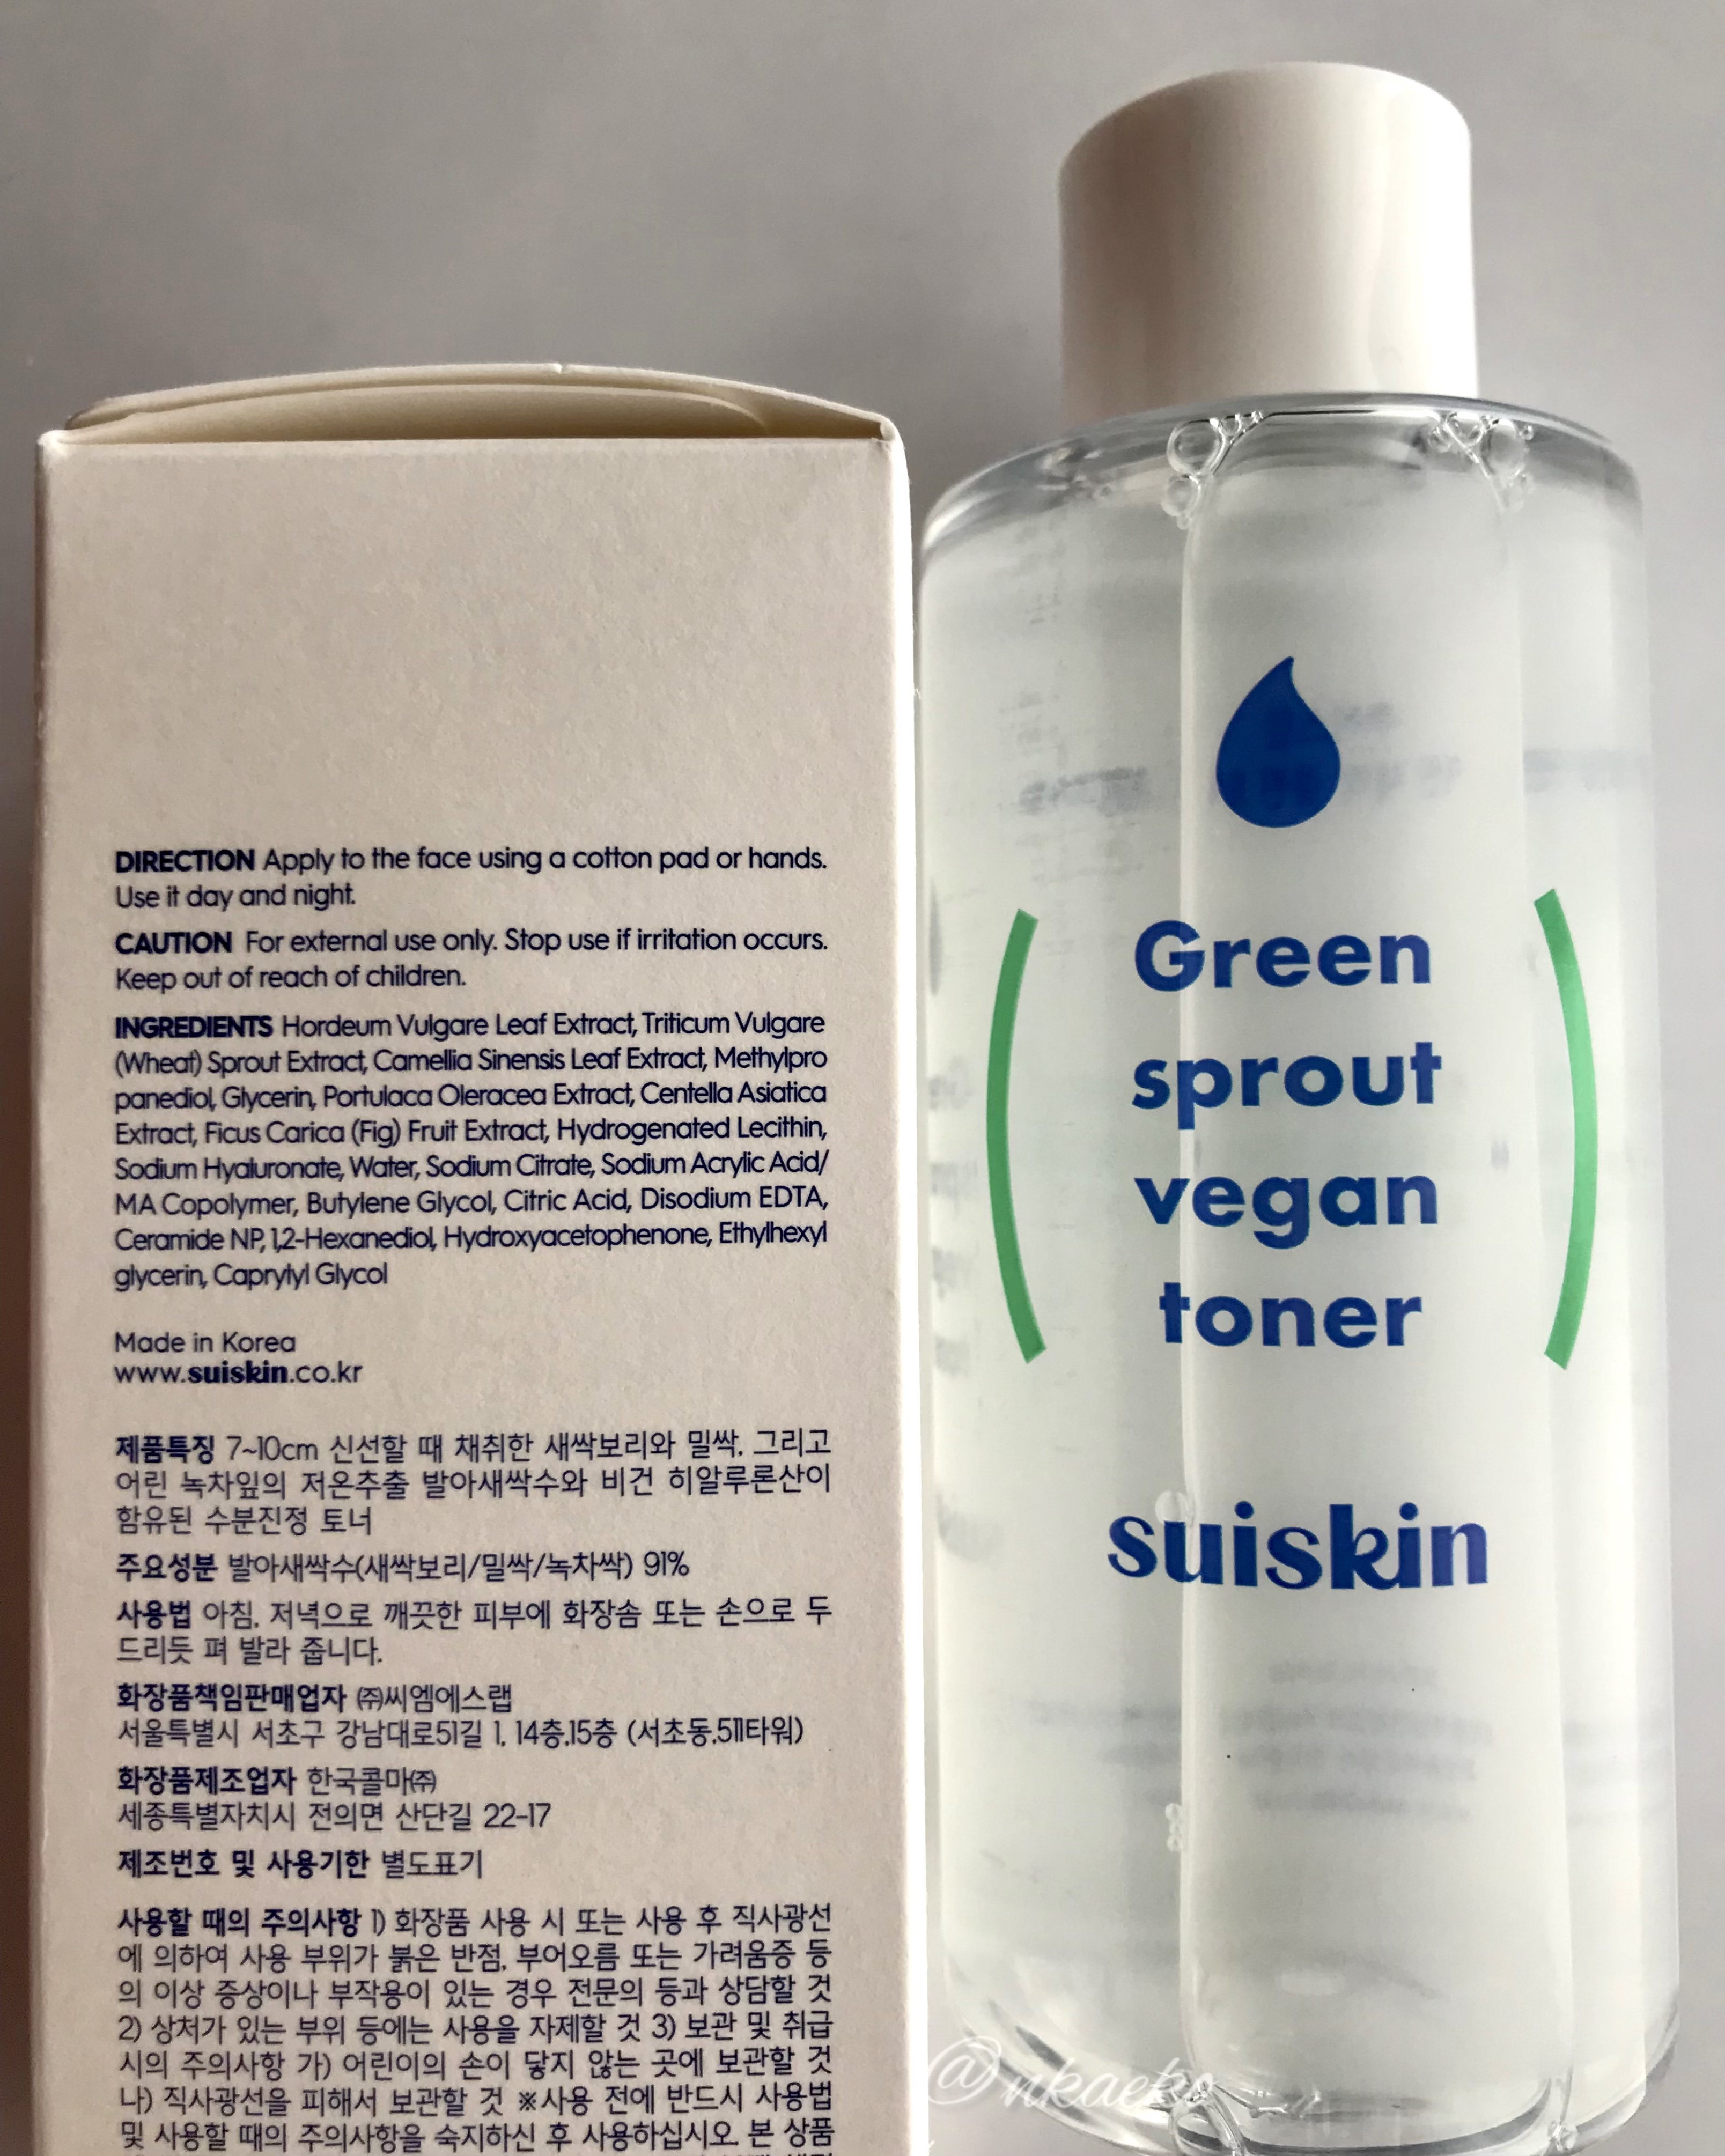 DIRECTION Apply to the face using a cotton pad or hands.
Use it day and night.
CAUTION For external use only. Stop use if irritation occurs.
Keep out of reach of children.
INGREDIENTS Hordeum Vulgare Leaf Extract, Triticum Vulgare
(Wheat) Sprout Extract, Camellia Sinensis Leaf Extract, Methylpro
panediol, Glycerin, Portulaca Oleracea Extract, Centella Asiatica
Extract, Ficus Carica (Fig) Fruit Extract, Hydrogenated Lecithin,
Sodium Hyaluronate, Water, Sodium Citrate, Sodium Acrylic Acid/
MA Copolymer, Butylene Glycol, Citric Acid, Disodium EDTA,
Ceramide NP, 1,2-Hexanediol, Hydroxyacetophenone, Ethylhexyl
glycerin, Caprylyl Glycol
Made in Korea
www.suiskin.co.kr
제품특징 7~10cm 신선할 때 채취한 새싹보리와 밀싹, 그리고
어린 녹차잎의 저온추출 발아새싹수와 비건 히알루론산이
함유된 수분진정 토너
주요성분 발아새싹수(새싹보리/밀싹/녹차싹) 91%
사용법 아침, 저녁으로 깨끗한 피부에 화장솜 또는 손으로 두
드리듯 펴 발라 줍니다.
화장품책임판매업자 ㈜씨엠에스랩
서울특별시 서초구 강남대로51길 1, 14층,15층 (서초동,511타워)
화장품제조업자 한국콜마㈜
세종특별자치시 전의면 산단길 22-17
제조번호 및 사용기한 별도표기
사용할 때의 주의사항 1) 화장품 사용 시 또는 사용 후 직사광선
에 의하여 사용 부위가 붉은 반점, 부어오름 또는 가려움증 등
의 이상 증상이나 부작용이 있는 경우 전문의 등과 상담할 것
2) 상처가 있는 부위 등에는 사용을 자제할 것 3) 보관 및 취급
시의 주의사항 가) 어린이의 손이 닿지 않는 곳에 보관할 것
나) 직사광선을 피해서 보관할 것 ※사용 전에 반드시 사용법
및 사용할 때의 주의사항을 숙지하신 후 사용하십시오. 본 상품
Green
sprout
vegan
toner
suiskin
@nkaeko